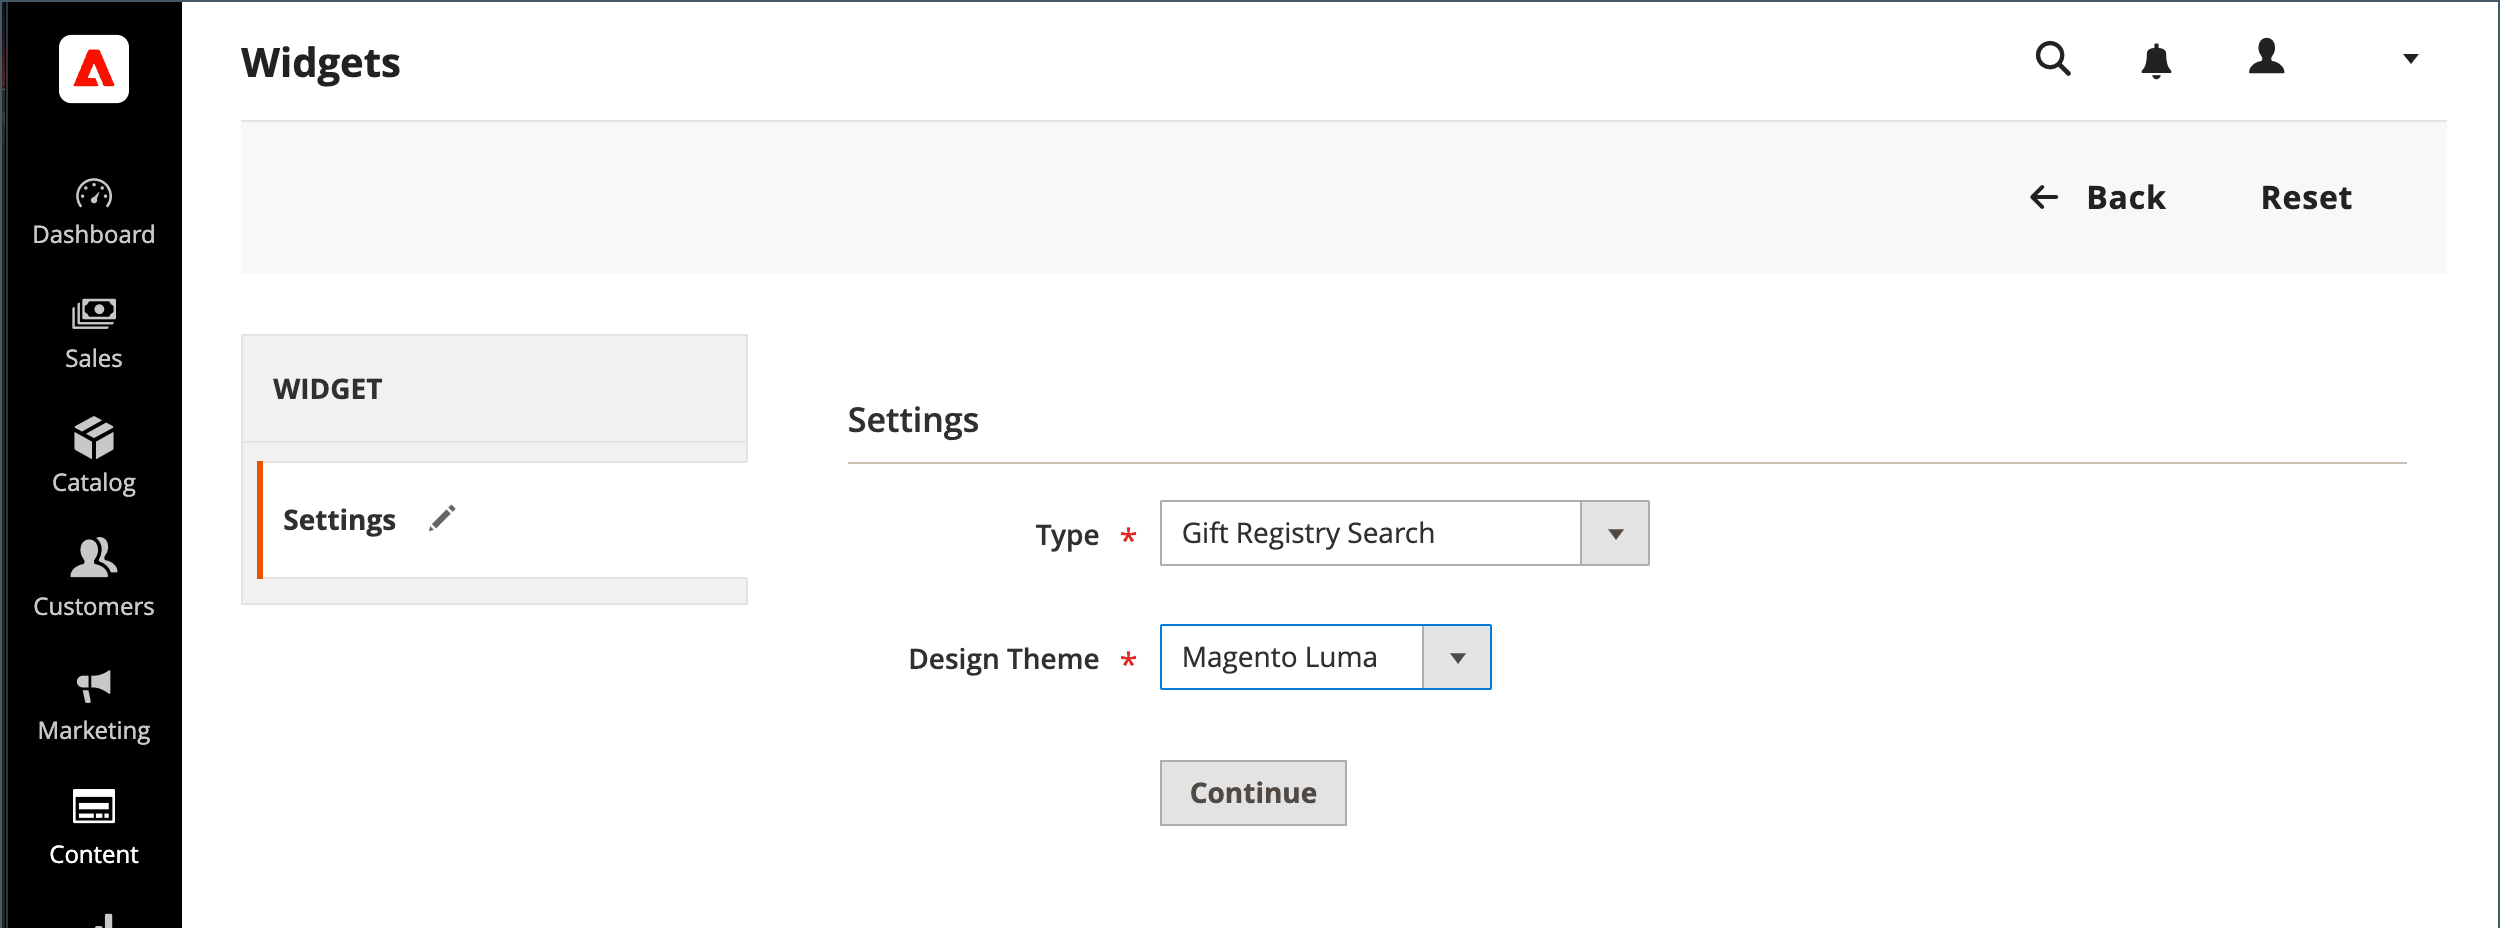 Widgets
Back
Reset
Dashboard
Sales
Catalog
Customers
Marketing
Content
WIDGET
Settings
Settings
Type *
Gift Registry Search
Design Theme *
Magento Luma
Continue